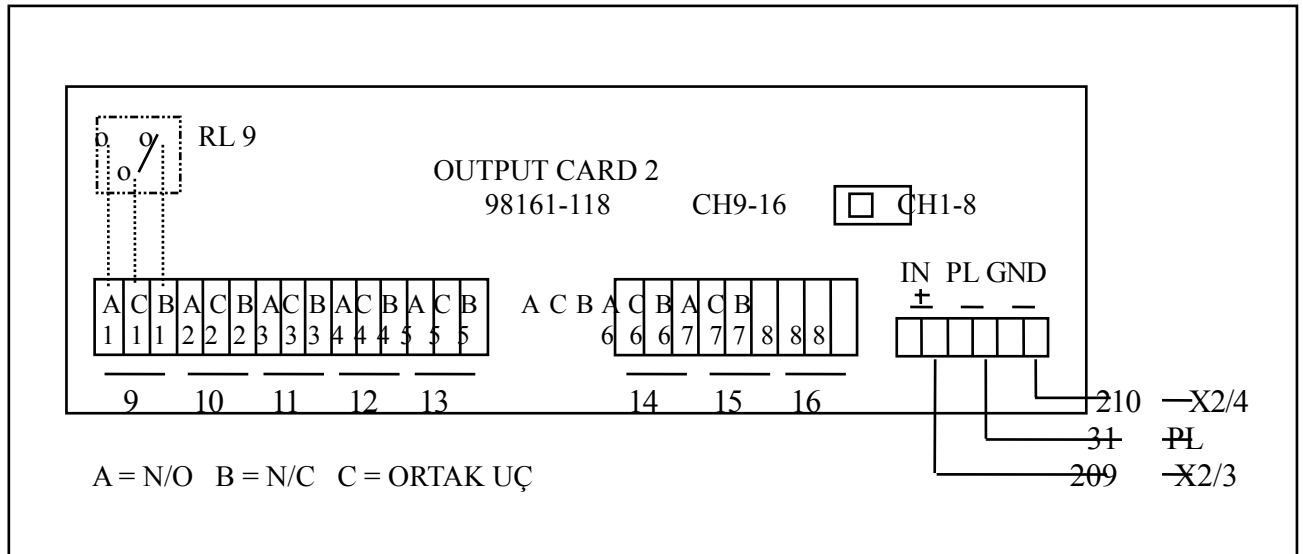 o o RL 9
o
OUTPUT CARD 2
98161-118 CH9-16 CH1-8
IN PL GND
+
A C B A C B A C B A C B A C B A C B A C B A C B
1 1 1 2 2 2 3 3 3 4 4 4 5 5 5 6 6 6 7 7 7 8 8 8
9 10 11 12 13 14 15 16
210 X2/4
31 PL
209 X2/3
A = N/O B = N/C C = ORTAK UÇ